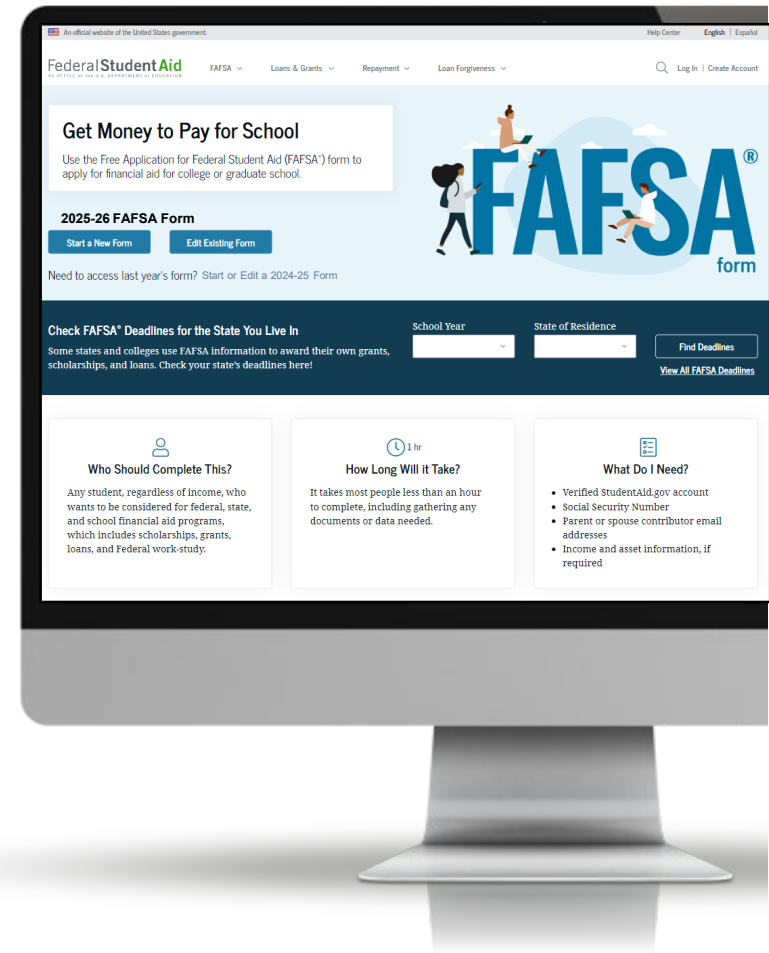 An official website of the United States government.
Help Center English | Español
Federal Student Aid
An OFFICE of the U.S. DEPARTMENT of EDUCATION
FAFSA Loans & Grants Repayment Loan Forgiveness
Log In | Create Account
Get Money to Pay for School
Use the Free Application for Federal Student Aid (FAFSA®) form to
apply for financial aid for college or graduate school.
FAFSA®
form
2025-26 FAFSA Form
Start a New Form Edit Existing Form
Need to access last year's form? Start or Edit a 2024-25 Form
Check FAFSA® Deadlines for the State You Live In
Some states and colleges use FAFSA information to award their own grants,
scholarships, and loans. Check your state's deadlines here!
School Year
State of Residence
Find Deadlines
View All FAFSA Deadlines
Who Should Complete This?
Any student, regardless of income, who
wants to be considered for federal, state,
and school financial aid programs,
which includes scholarships, grants,
loans, and Federal work-study.
1 hr
How Long Will it Take?
It takes most people less than an hour
to complete, including gathering any
documents or data needed.
What Do I Need?
• Verified StudentAid.gov account
• Social Security Number
• Parent or spouse contributor email
addresses
• Income and asset information, if
required